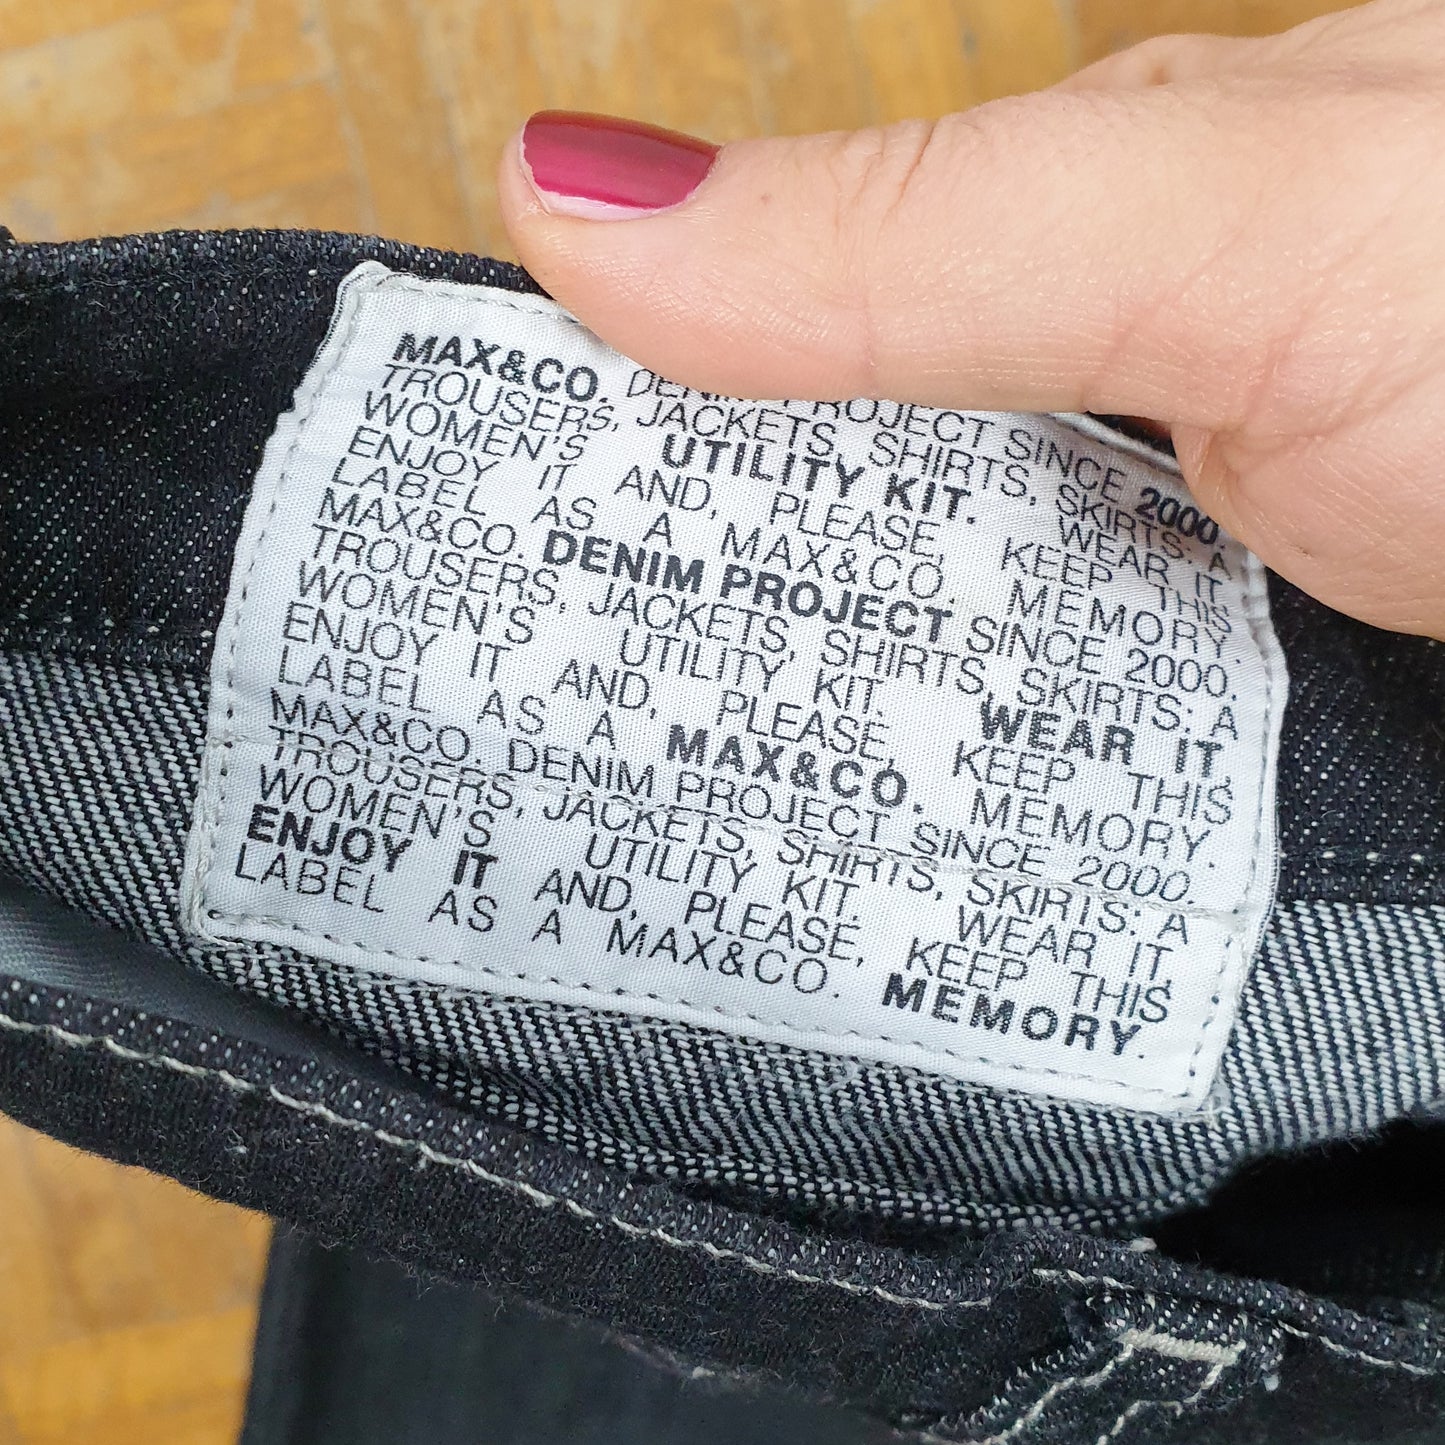 MAX&CO. DENIM PROJECT SINCE 2000.
TROUSERS, JACKETS, SHIRTS, SKIRTS: A
WOMEN'S UTILITY KIT. WEAR IT,
ENJOY IT AND, PLEASE, KEEP THIS
LABEL AS A MAX&CO. MEMORY.
MAX&CO. DENIM PROJECT SINCE 2000.
TROUSERS, JACKETS, SHIRTS, SKIRTS: A
WOMEN'S UTILITY KIT. WEAR IT,
ENJOY IT AND, PLEASE, KEEP THIS
LABEL AS A MAX&CO. MEMORY.
MAX&CO. DENIM PROJECT SINCE 2000.
TROUSERS, JACKETS, SHIRTS, SKIRTS: A
WOMEN'S UTILITY KIT. WEAR IT,
ENJOY IT AND, PLEASE, KEEP THIS
LABEL AS A MAX&CO. MEMORY.